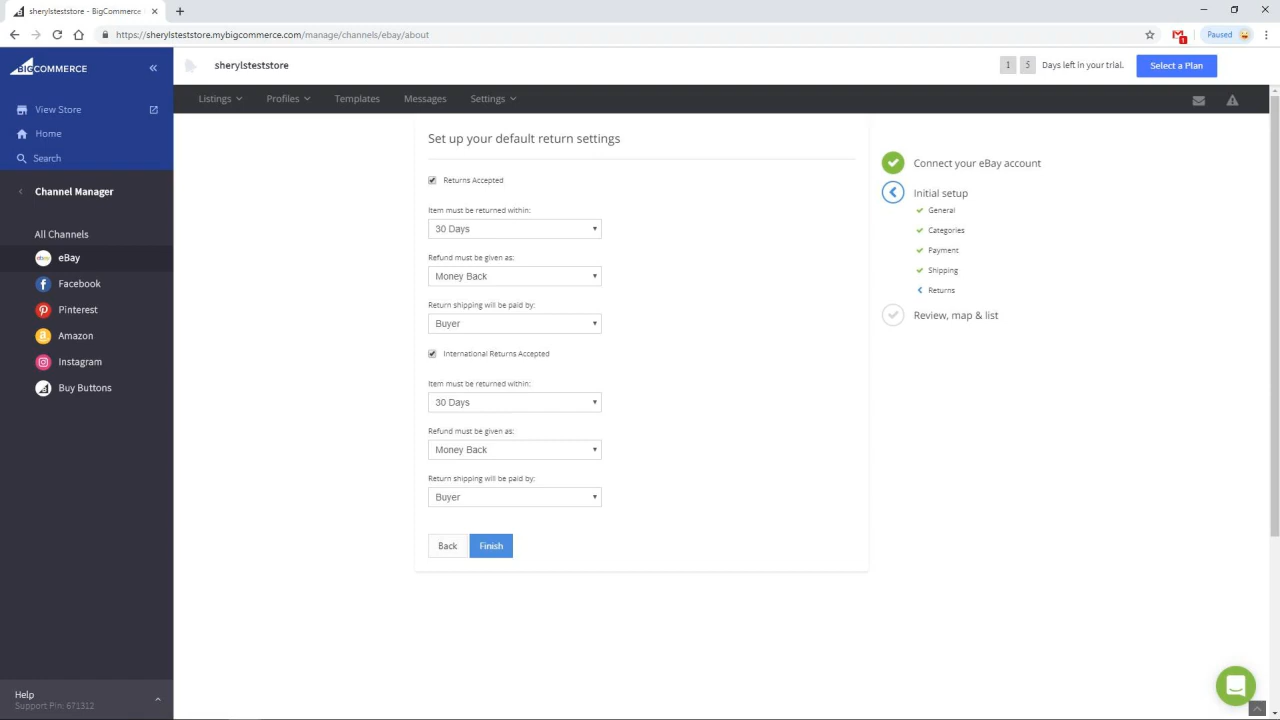 sherylsteststore - BigCommerce
https://sherylsteststore.mybigcommerce.com/manage/channels/ebay/about
Paused
1
BIGCOMMERCE
sherylsteststore
1 5 Days left in your trial.
Select a Plan
View Store
Home
Search
Channel Manager
All Channels
ebay eBay
Facebook
Pinterest
Amazon
Instagram
Buy Buttons
Help
Support Pin: 671312
Listings
Profiles
Templates
Messages
Settings
Set up your default return settings
Returns Accepted
Item must be returned within:
30 Days
Refund must be given as:
Money Back
Return shipping will be paid by:
Buyer
International Returns Accepted
Item must be returned within:
30 Days
Refund must be given as:
Money Back
Return shipping will be paid by:
Buyer
Back
Finish
Connect your eBay account
Initial setup
General
Categories
Payment
Shipping
Returns
Review, map & list